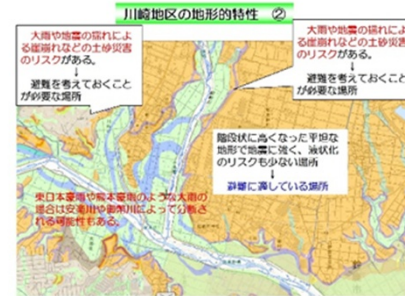 川崎地区の地形的特性 ②
大雨や地震の揺れによ
る崖崩れなどの土砂災害
のリスクがある。
↓
避難を考えておくこと
が必要な場所
大雨や地震の揺れによ
る崖崩れなどの土砂災害
のリスクがある。
↓
避難を考えておくこと
が必要な場所
階段状に高くなった平坦な
地形で地震に強く、液状化
のリスクも少ない場所
↓
避難に適している場所
東日本豪雨や熊本豪雨のような大雨の
場合は安楽川や御幣川によって分断さ
れる可能性もある。